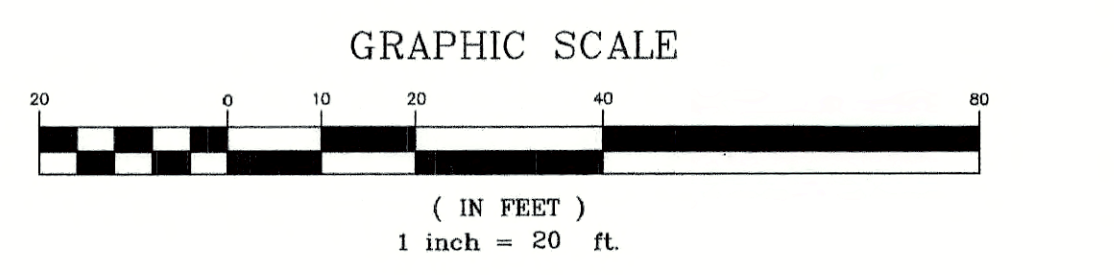 GRAPHIC SCALE
20 0 10 20 40 80
( IN FEET )
1 inch = 20 ft.